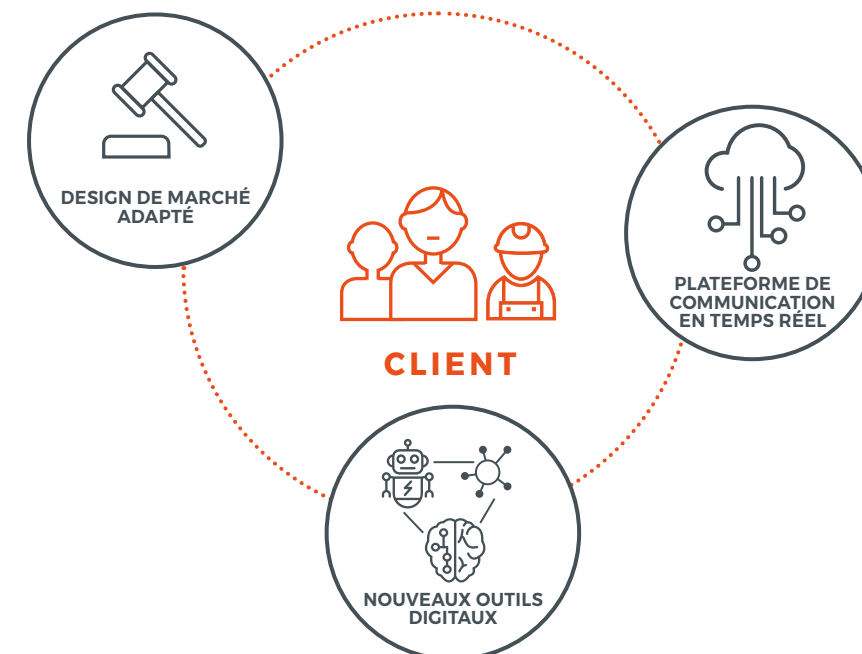 DESIGN DE MARCHÉ
ADAPTÉ
PLATEFORME DE
COMMUNICATION
EN TEMPS RÉEL
CLIENT
NOUVEAUX OUTILS
DIGITAUX